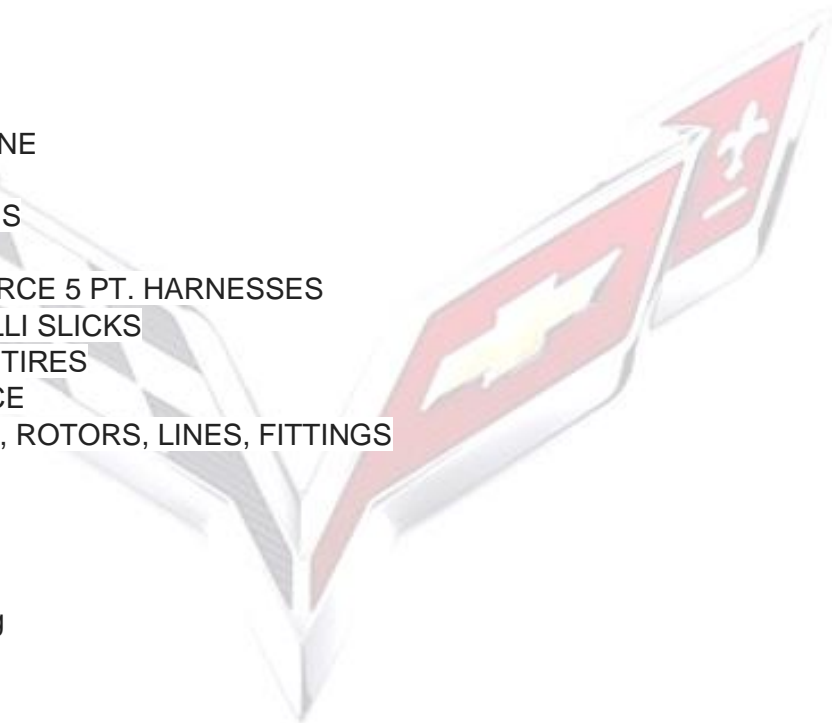 NE
S
RCE 5 PT. HARNESSES
LLI SLICKS
TIRES
CE
, ROTORS, LINES, FITTINGS
g